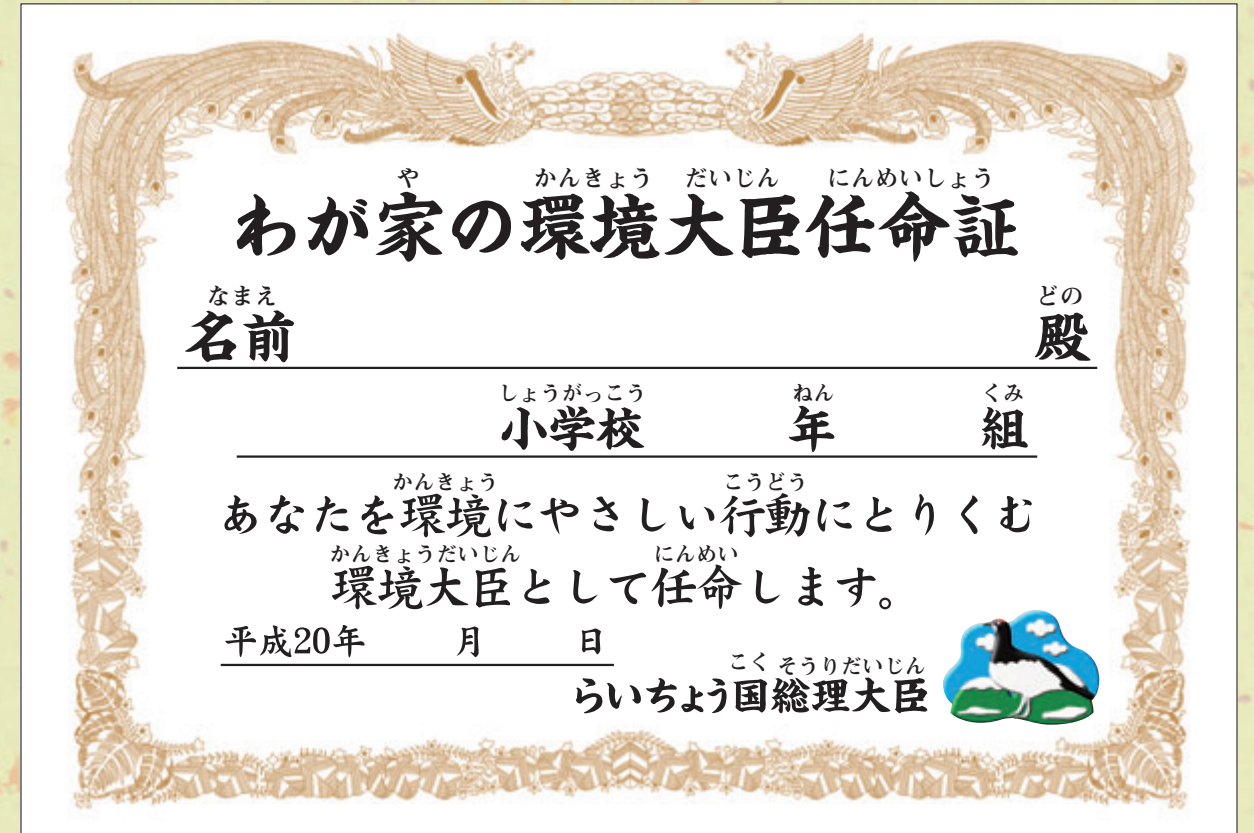 や かんきょう だいじん にんめいしょう
わが家の環境大臣任命証
なまえ どの
名前 殿
しょうがっこう ねん くみ
小学校 年 組
かんきょう こうどう
あなたを環境にやさしい行動にとりくむ
かんきょうだいじん にんめい
環境大臣として任命します。
平成20年 月 日
こく そうりだいじん
らいちょう国総理大臣